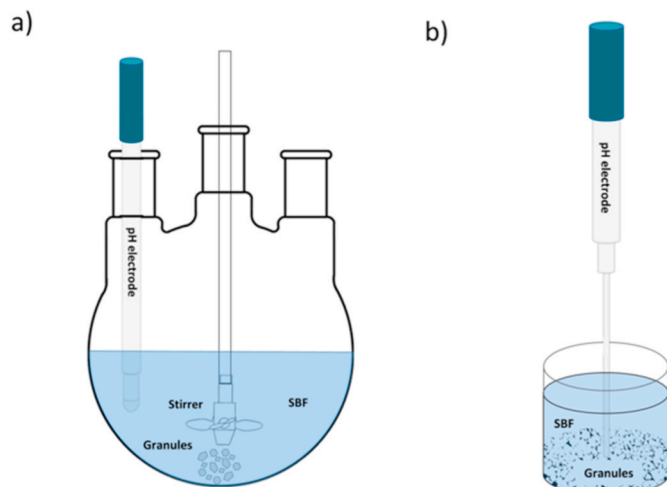 a)
pH electrode
Stirrer
SBF
Granules
b)
pH electrode
SBF
Granules